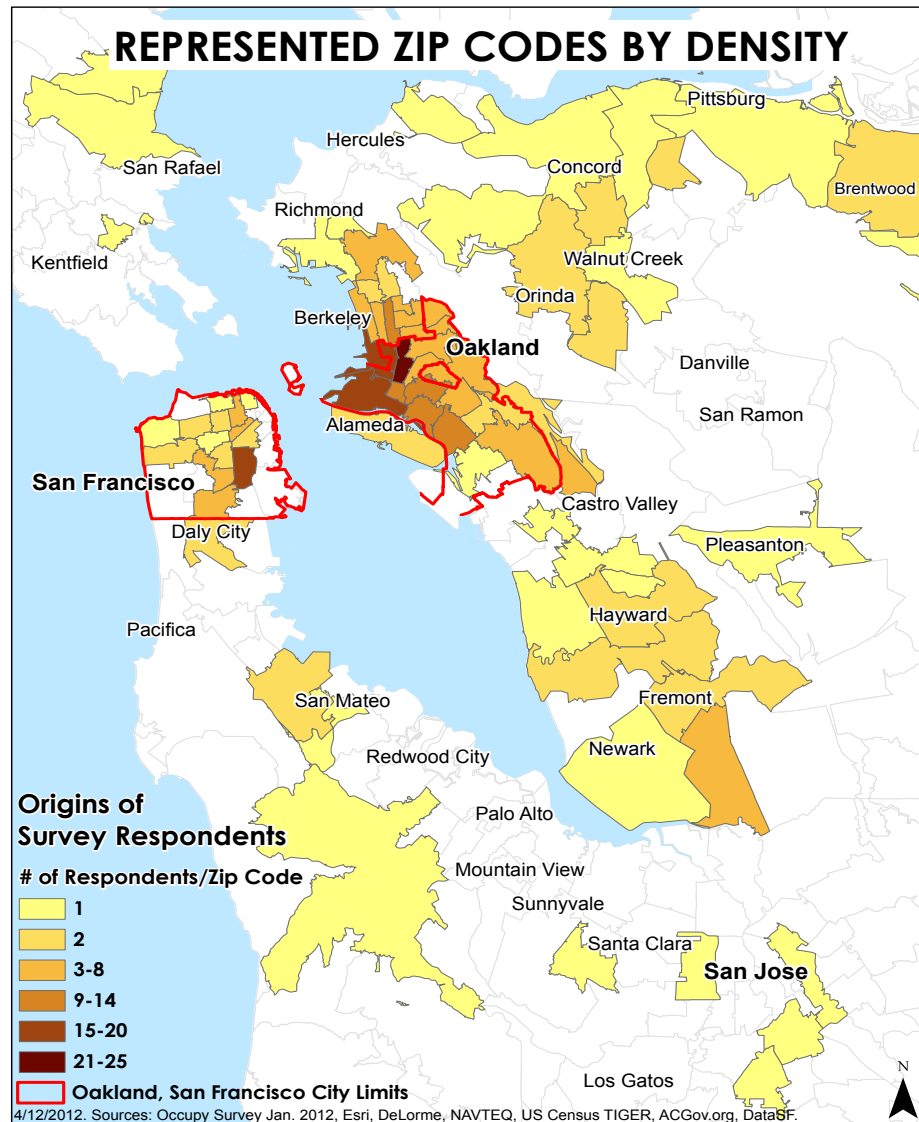 REPRESENTED ZIP CODES BY DENSITY
Pittsburg
Hercules
San Rafael
Concord
Brentwood
Richmond
Kentfield
Walnut Creek
Orinda
Berkeley
Oakland
Danville
San Ramon
Alameda
San Francisco
Castro Valley
Daly City
Pleasanton
Hayward
Pacifica
San Mateo
Fremont
Newark
Redwood City
Palo Alto
Mountain View
Sunnyvale
Santa Clara
San Jose
Los Gatos
Origins of
Survey Respondents
# of Respondents/Zip Code
1
2
3-8
9-14
15-20
21-25
Oakland, San Francisco City Limits
N
4/12/2012. Sources: Occupy Survey Jan. 2012, Esri, DeLorme, NAVTEQ, US Census TIGER, ACGov.org, DataSF.